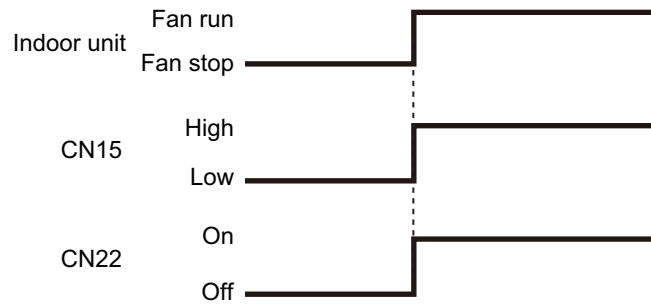 Fan run
Indoor unit
Fan stop
High
CN15
Low
On
CN22
Off